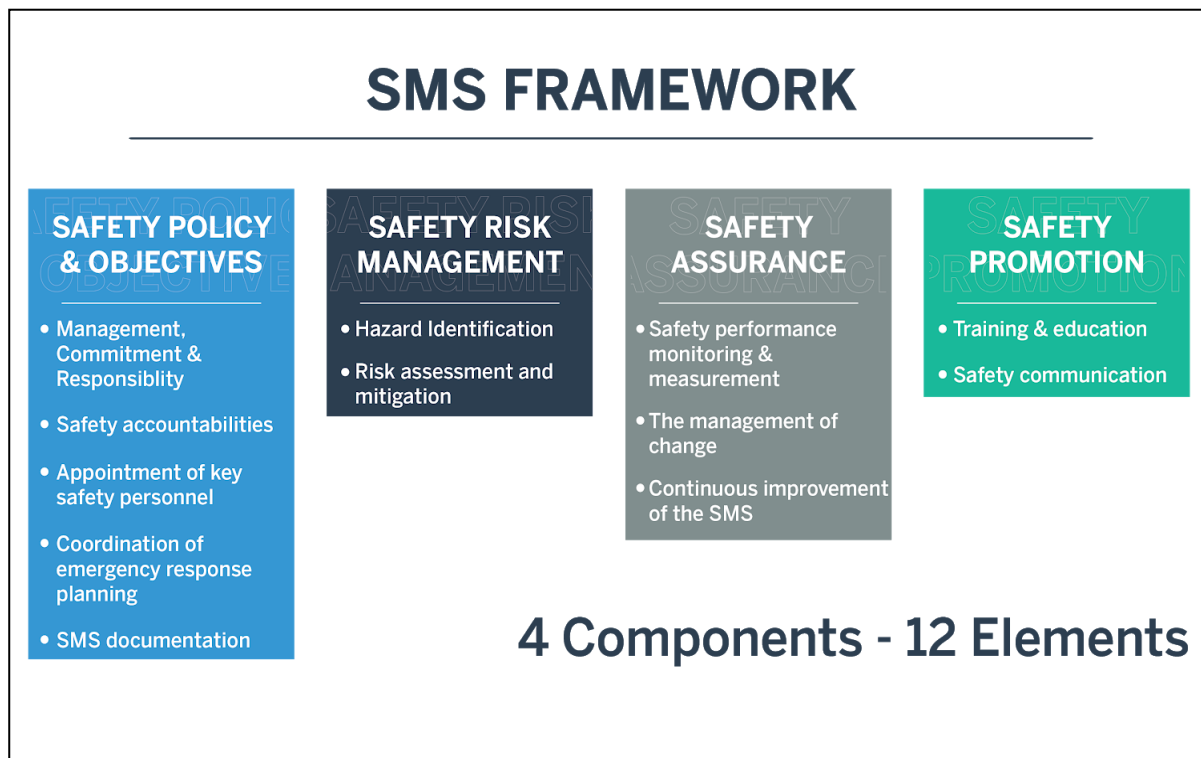 SMS FRAMEWORK
SAFETY POLICY
& OBJECTIVES
• Management,
Commitment &
Responsiblity
• Safety accountabilities
• Appointment of key
safety personnel
• Coordination of
emergency response
planning
• SMS documentation
SAFETY RISK
MANAGEMENT
• Hazard Identification
• Risk assessment and
mitigation
SAFETY
ASSURANCE
• Safety performance
monitoring &
measurement
• The management of
change
• Continuous improvement
of the SMS
SAFETY
PROMOTION
• Training & education
• Safety communication
4 Components - 12 Elements